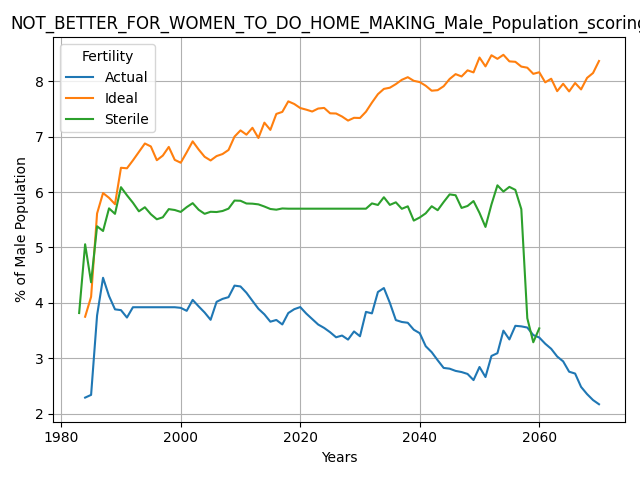 NOT_BETTER_FOR_WOMEN_TO_DO_HOME_MAKING_Male_Population_scoring
Fertility
Actual
Ideal
Sterile
% of Male Population
8
7
6
5
4
3
2
1980
2000
2020
2040
2060
Years